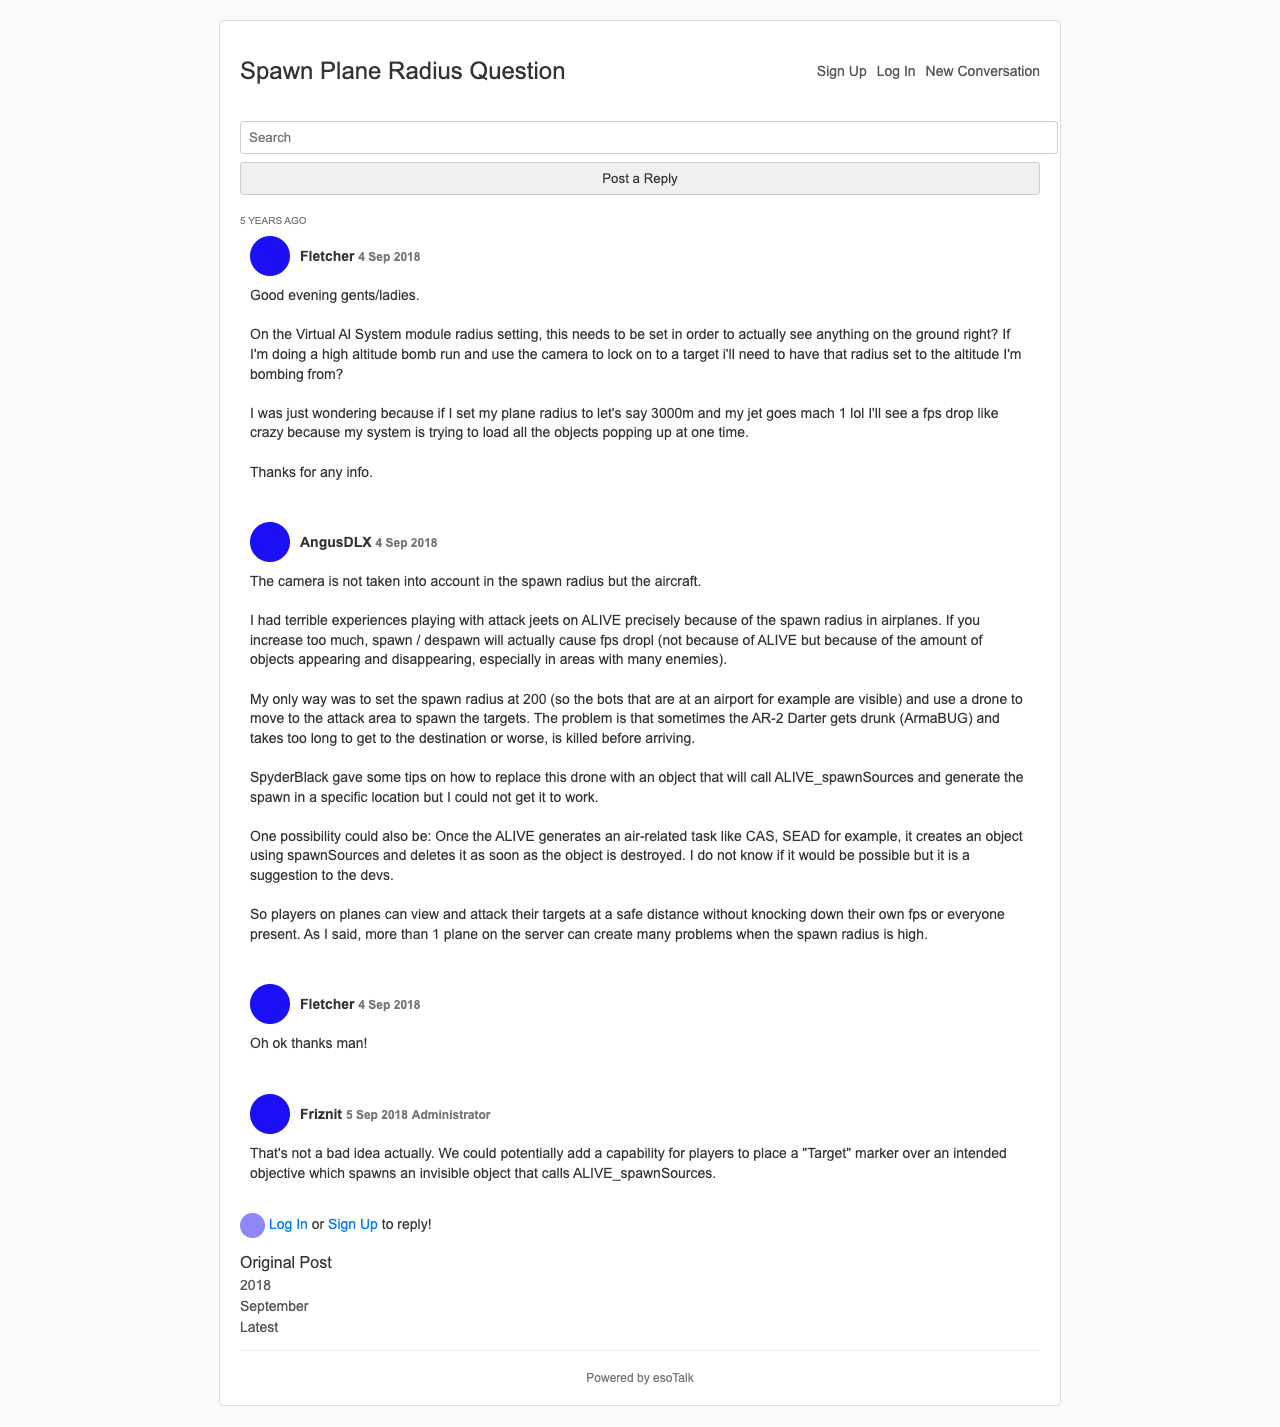 Spawn Plane Radius Question
Sign Up Log In New Conversation
Search
Post a Reply
5 YEARS AGO
Fletcher 4 Sep 2018
Good evening gents/ladies.
On the Virtual AI System module radius setting, this needs to be set in order to actually see anything on the ground right? If
I'm doing a high altitude bomb run and use the camera to lock on to a target i'll need to have that radius set to the altitude I'm
bombing from?
I was just wondering because if I set my plane radius to let's say 3000m and my jet goes mach 1 lol I'll see a fps drop like
crazy because my system is trying to load all the objects popping up at one time.
Thanks for any info.
AngusDLX 4 Sep 2018
The camera is not taken into account in the spawn radius but the aircraft.
I had terrible experiences playing with attack jeets on ALIVE precisely because of the spawn radius in airplanes. If you
increase too much, spawn / despawn will actually cause fps dropl (not because of ALIVE but because of the amount of
objects appearing and disappearing, especially in areas with many enemies).
My only way was to set the spawn radius at 200 (so the bots that are at an airport for example are visible) and use a drone to
move to the attack area to spawn the targets. The problem is that sometimes the AR-2 Darter gets drunk (ArmaBUG) and
takes too long to get to the destination or worse, is killed before arriving.
SpyderBlack gave some tips on how to replace this drone with an object that will call ALIVE_spawnSources and generate the
spawn in a specific location but I could not get it to work.
One possibility could also be: Once the ALIVE generates an air-related task like CAS, SEAD for example, it creates an object
using spawnSources and deletes it as soon as the object is destroyed. I do not know if it would be possible but it is a
suggestion to the devs.
So players on planes can view and attack their targets at a safe distance without knocking down their own fps or everyone
present. As I said, more than 1 plane on the server can create many problems when the spawn radius is high.
Fletcher 4 Sep 2018
Oh ok thanks man!
Friznit 5 Sep 2018 Administrator
That's not a bad idea actually. We could potentially add a capability for players to place a "Target" marker over an intended
objective which spawns an invisible object that calls ALIVE_spawnSources.
Log In or Sign Up to reply!
Original Post
2018
September
Latest
Powered by esoTalk